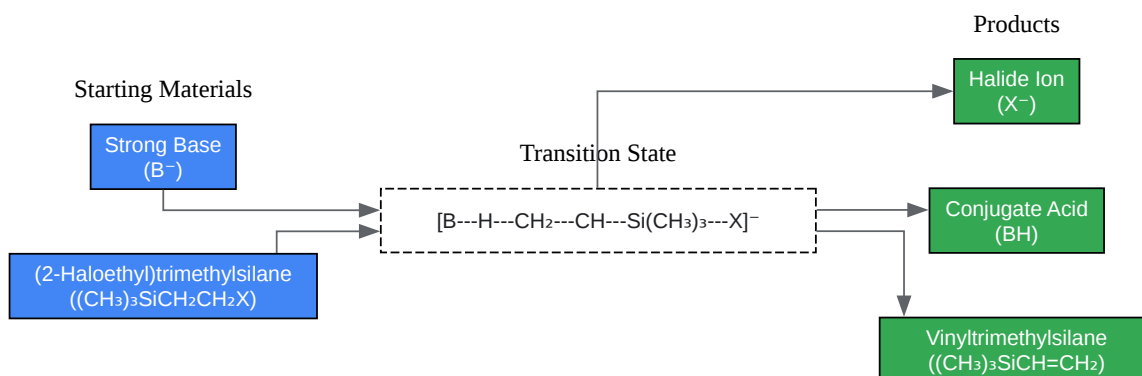 Starting Materials
Strong Base
(B⁻)
(2-Haloethyl)trimethylsilane
((CH₃)₃SiCH₂CH₂X)
Transition State
[B---H---CH₂---CH---Si(CH₃)₃---X]⁻
Products
Halide Ion
(X⁻)
Conjugate Acid
(BH)
Vinyltrimethylsilane
((CH₃)₃SiCH=CH₂)